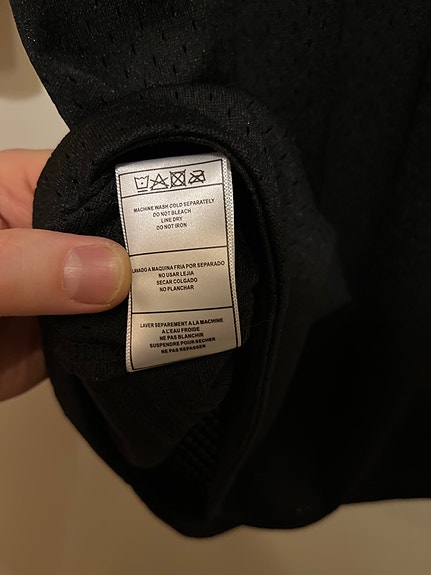 MACHINE WASH COLD SEPARATELY
DO NOT BLEACH
LINE DRY
DO NOT IRON
LAVADO A MAQUINA FRIA POR SEPARADO
NO USAR LEJIA
SECAR COLGADO
NO PLANCHAR
LAVER SEPAREMENT A LA MACHINE
A L'EAU FROIDE
NE PAS BLANCHIR
SUSPENDRE POUR SECHER
NE PAS REPASSER